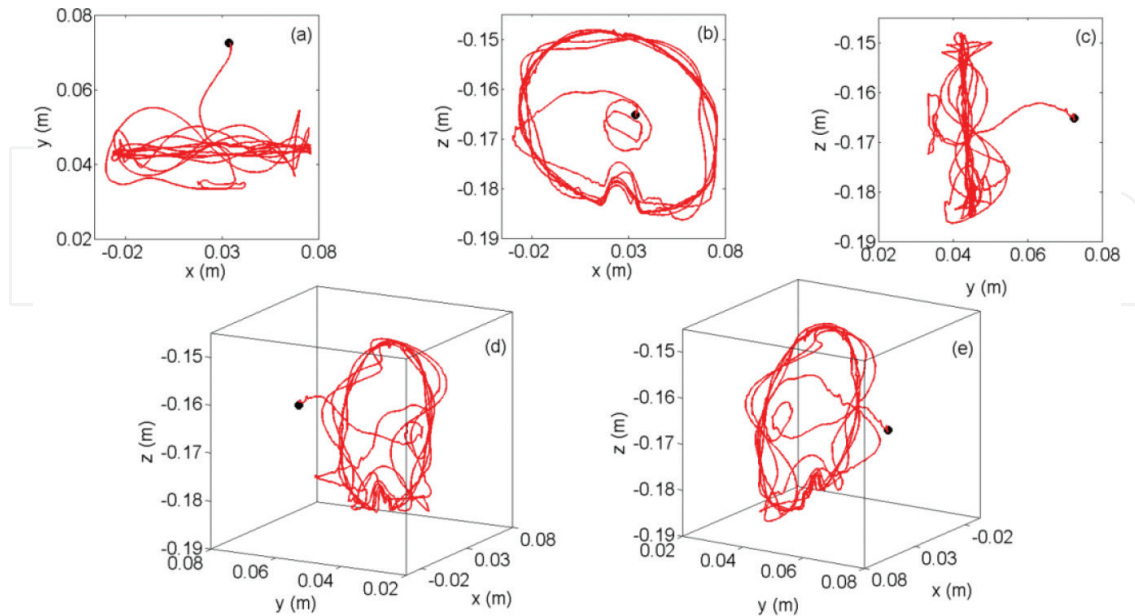 (a)
0.08
0.06
0.04
0.02
y (m)
-0.02 0.03 0.08
x (m)
(b)
-0.15
-0.16
-0.17
-0.18
-0.19
z (m)
-0.02 0.03 0.08
x (m)
(c)
-0.15
-0.16
-0.17
-0.18
-0.19
z (m)
0.02 0.04 0.06 0.08
y (m)
(d)
-0.15
-0.16
-0.17
-0.18
-0.19
z (m)
0.08 0.06 0.04 0.02
y (m)
-0.02 0.03 0.08
x (m)
(e)
-0.15
-0.16
-0.17
-0.18
-0.19
z (m)
0.02 0.04 0.06 0.08
y (m)
0.08 0.03 -0.02
x (m)